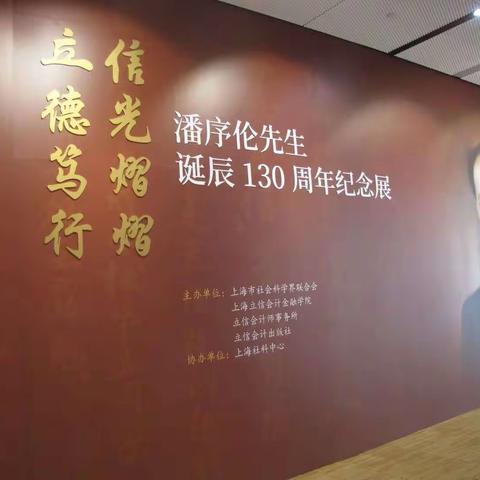 信光熠熠
立德笃行
潘序伦先生
诞辰 130 周年纪念展
主办单位：上海市社会科学界联合会
上海立信会计金融学院
立信会计师事务所
立信会计出版社
协办单位：上海社科中心